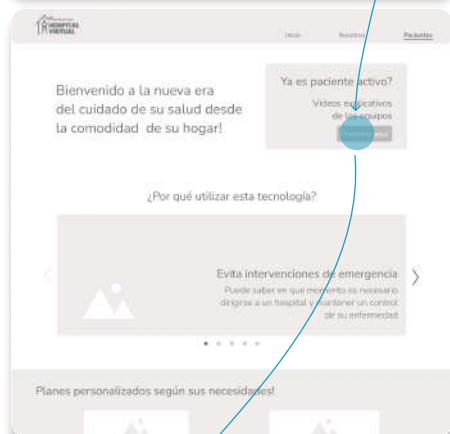 HOSPITAL
VIRTUAL
Inicio Nosotros Pacientes
Bienvenido a la nueva era
del cuidado de su salud desde
la comodidad de su hogar!
Ya es paciente activo?
Videos explicativos
de los equipos
¿Por qué utilizar esta tecnología?
Evita intervenciones de emergencia
Puede saber en que momento es necesario
dirigirse a un hospital y mantener un control
de su enfermedad
Planes personalizados según sus necesidades!